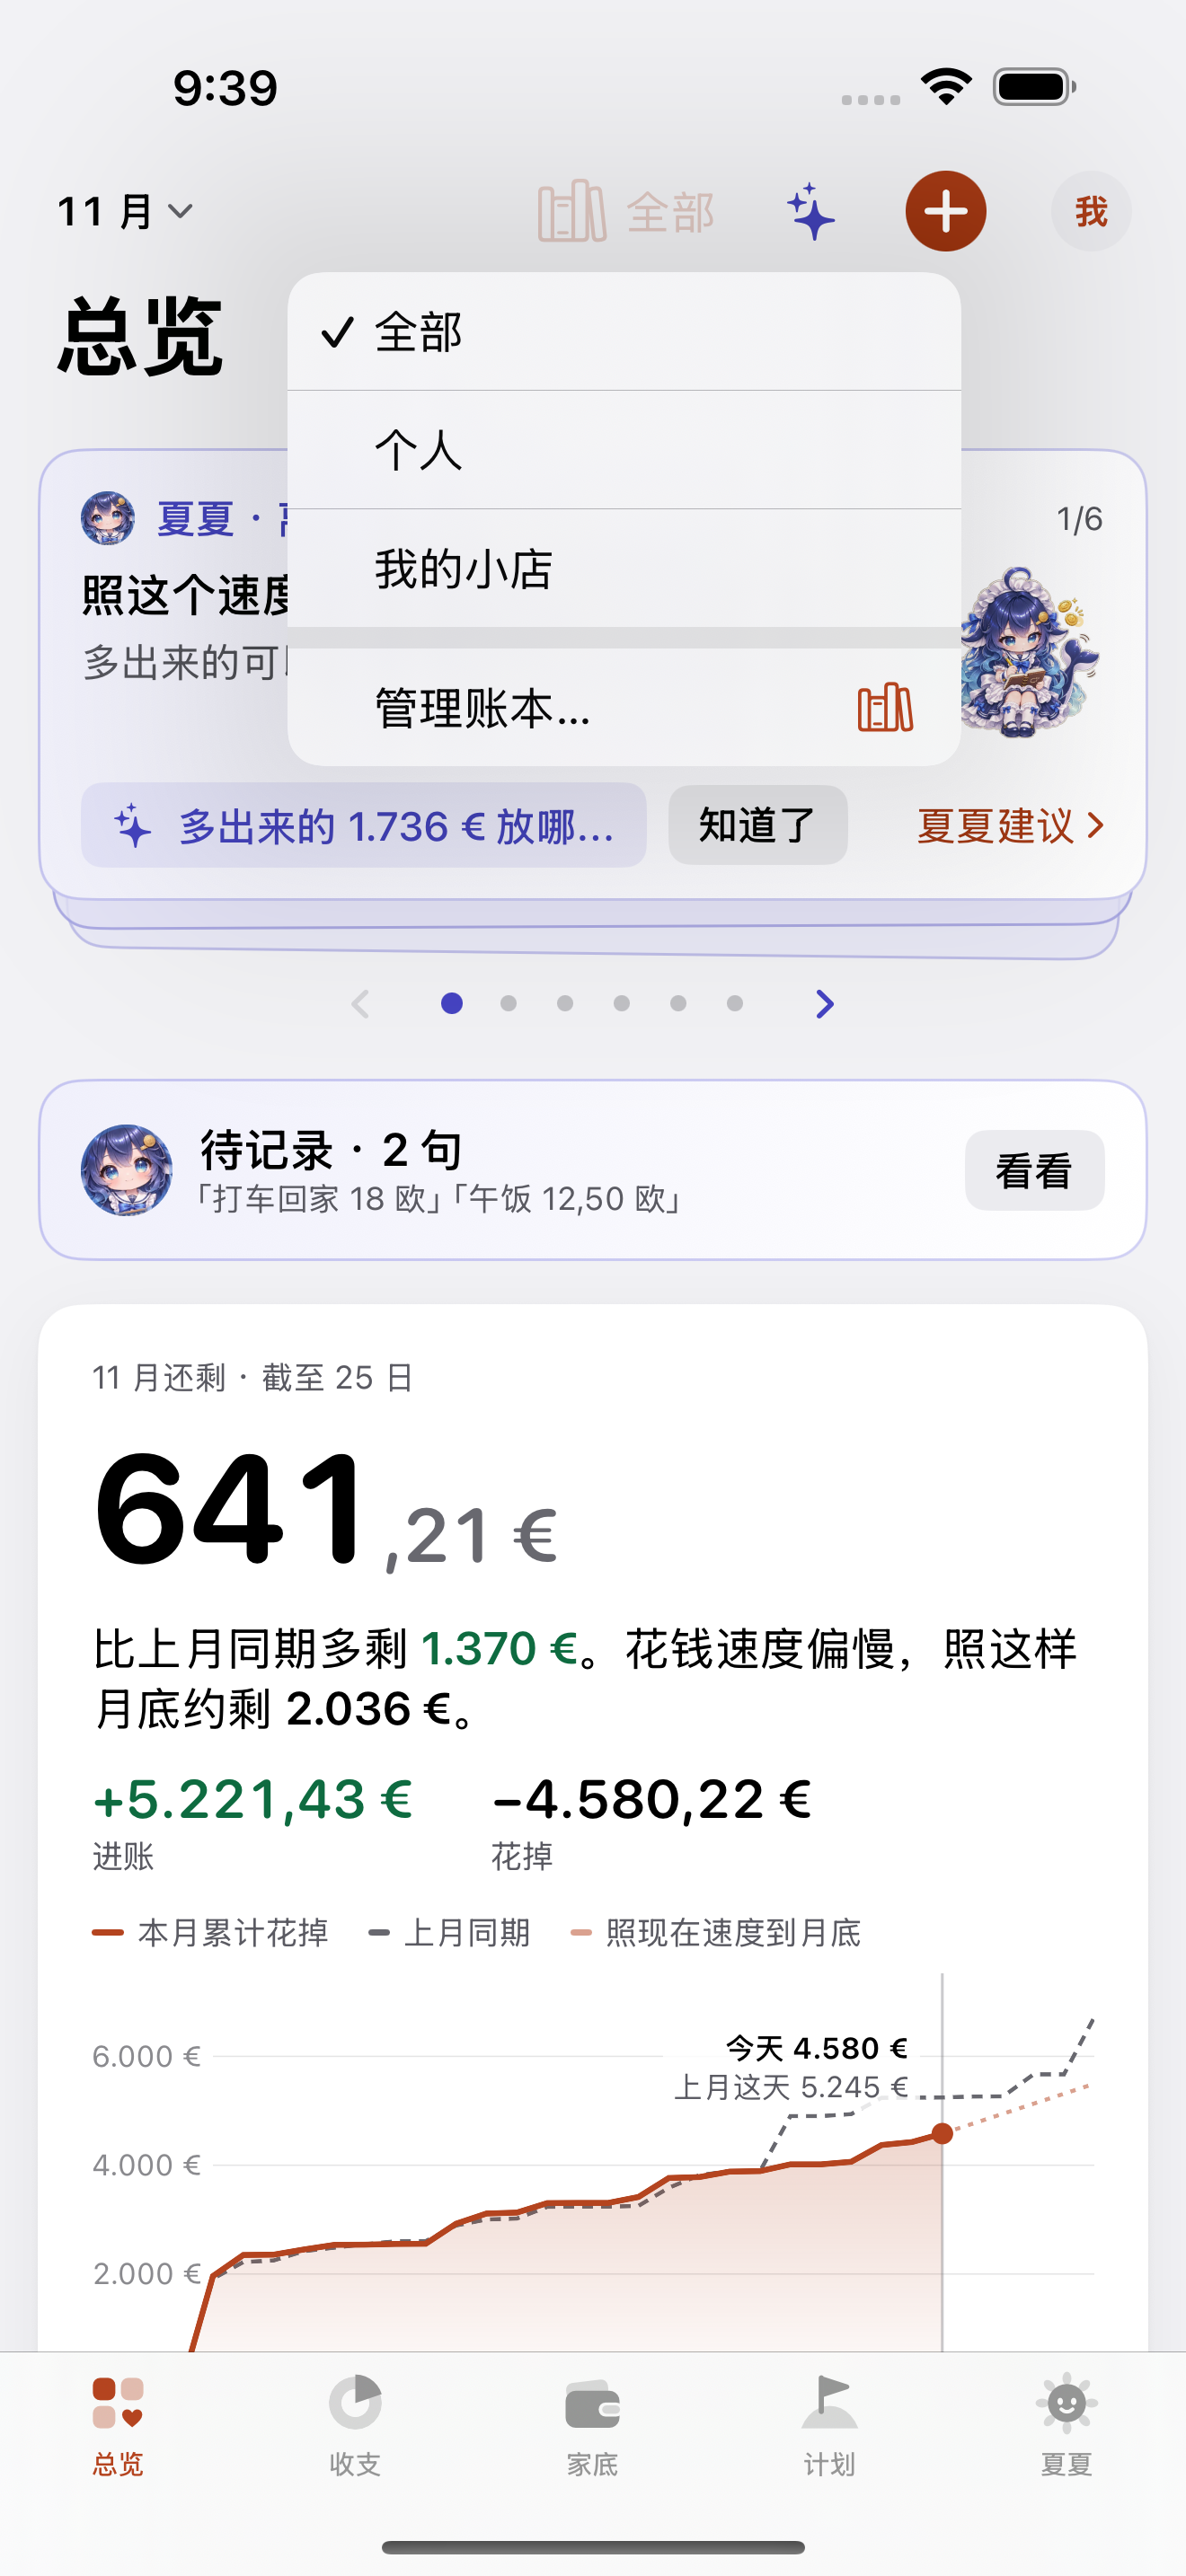 9:39
11 月
全部
我
总览
全部
个人
我的小店
管理账本...
夏夏 ·
1/6
照这个速
多出来的可
多出来的 1.736 € 放哪...
知道了
夏夏建议
待记录 · 2 句
「打车回家 18 欧」「午饭 12,50 欧」
看看
11 月还剩 · 截至 25 日
641,21 €
比上月同期多剩 1.370 €。花钱速度偏慢，照这样
月底约剩 2.036 €。
+5.221,43 €
−4.580,22 €
进账
花掉
本月累计花掉
上月同期
照现在速度到月底
今天 4.580 €
上月这天 5.245 €
6.000 €
4.000 €
2.000 €
总览
收支
家底
计划
夏夏